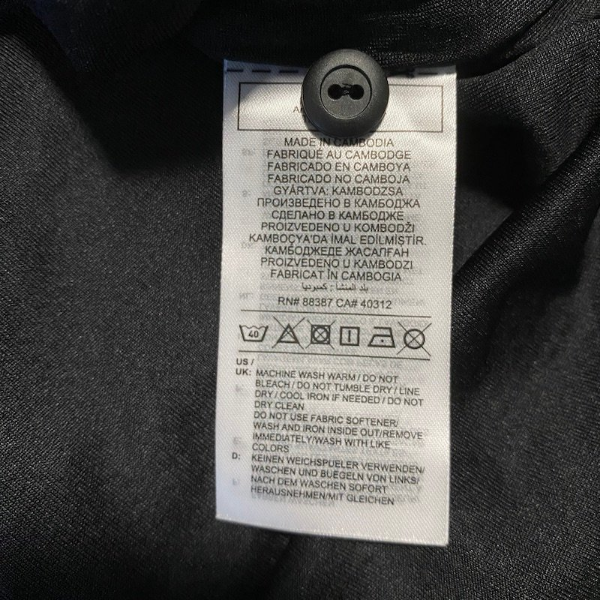 MADE IN CAMBODIA
FABRIQUÉ AU CAMBODGE
FABRICADO EN CAMBOYA
FABRICADO NO CAMBOJA
GYÁRTVA: KAMBODZSA
ПРОИЗВЕДЕНО В КАМБОДЖА
СДЕЛАНО В КАМБОДЖЕ
PROIZVEDENO U KOMBODŽI
KAMBOÇYA'DA İMAL EDİLMİŞTİR.
КАМБОДЖЕДЕ ЖАСАЛҒАН
PROIZVEDENO U KAMBODZI
FABRICAT ÎN CAMBOGIA
بلد المنشأ: كمبوديا
RN# 88387 CA# 40312
40
US /
UK: MACHINE WASH WARM / DO NOT
BLEACH / DO NOT TUMBLE DRY / LINE
DRY / COOL IRON IF NEEDED / DO NOT
DRY CLEAN
DO NOT USE FABRIC SOFTENER/
WASH AND IRON INSIDE OUT/REMOVE
IMMEDIATELY/WASH WITH LIKE
COLORS
D: KEINEN WEICHSPUELER VERWENDEN/
WASCHEN UND BUEGELN VON LINKS/
NACH DEM WASCHEN SOFORT
HERAUSNEHMEN/MIT GLEICHEN